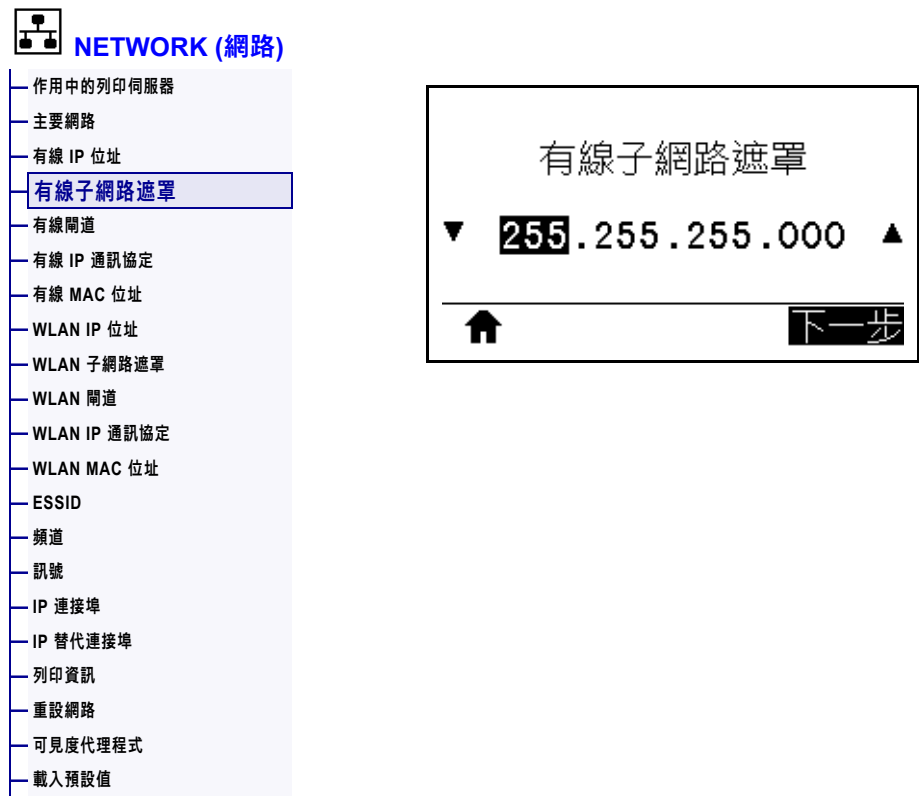 NETWORK (網路)
作用中的列印伺服器
主要網路
有線 IP 位址
有線子網路遮罩
有線閘道
有線 IP 通訊協定
有線 MAC 位址
WLAN IP 位址
WLAN 子網路遮罩
WLAN 閘道
WLAN IP 通訊協定
WLAN MAC 位址
ESSID
頻道
訊號
IP 連接埠
IP 替代連接埠
列印資訊
重設網路
可見度代理程式
載入預設值
有線子網路遮罩
▼ 255.255.255.000 ▲
下一步